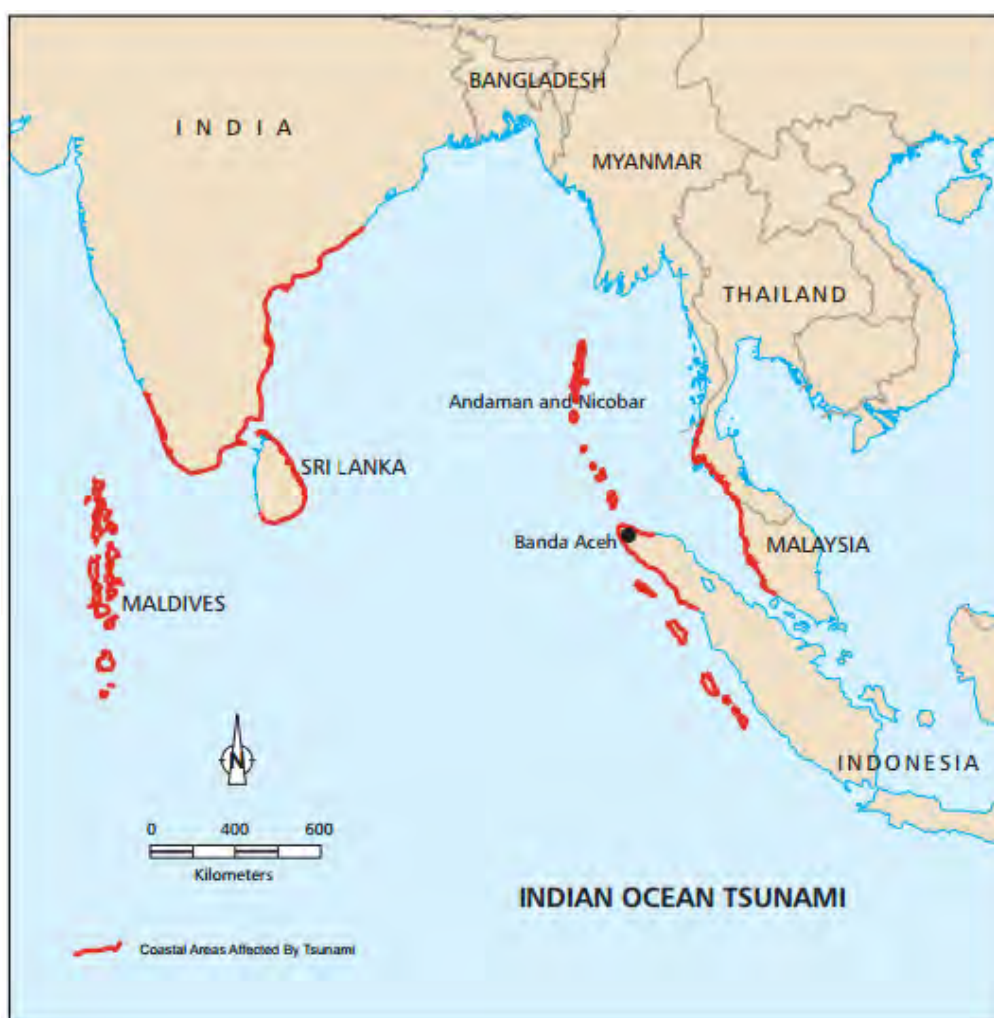 BANGLADESH
INDIA
MYANMAR
THAILAND
Andaman and Nicobar
SRI LANKA
Banda Aceh
MALAYSIA
MALDIVES
N
INDONESIA
0 400 600
Kilometers
INDIAN OCEAN TSUNAMI
Coastal Areas Affected By Tsunami